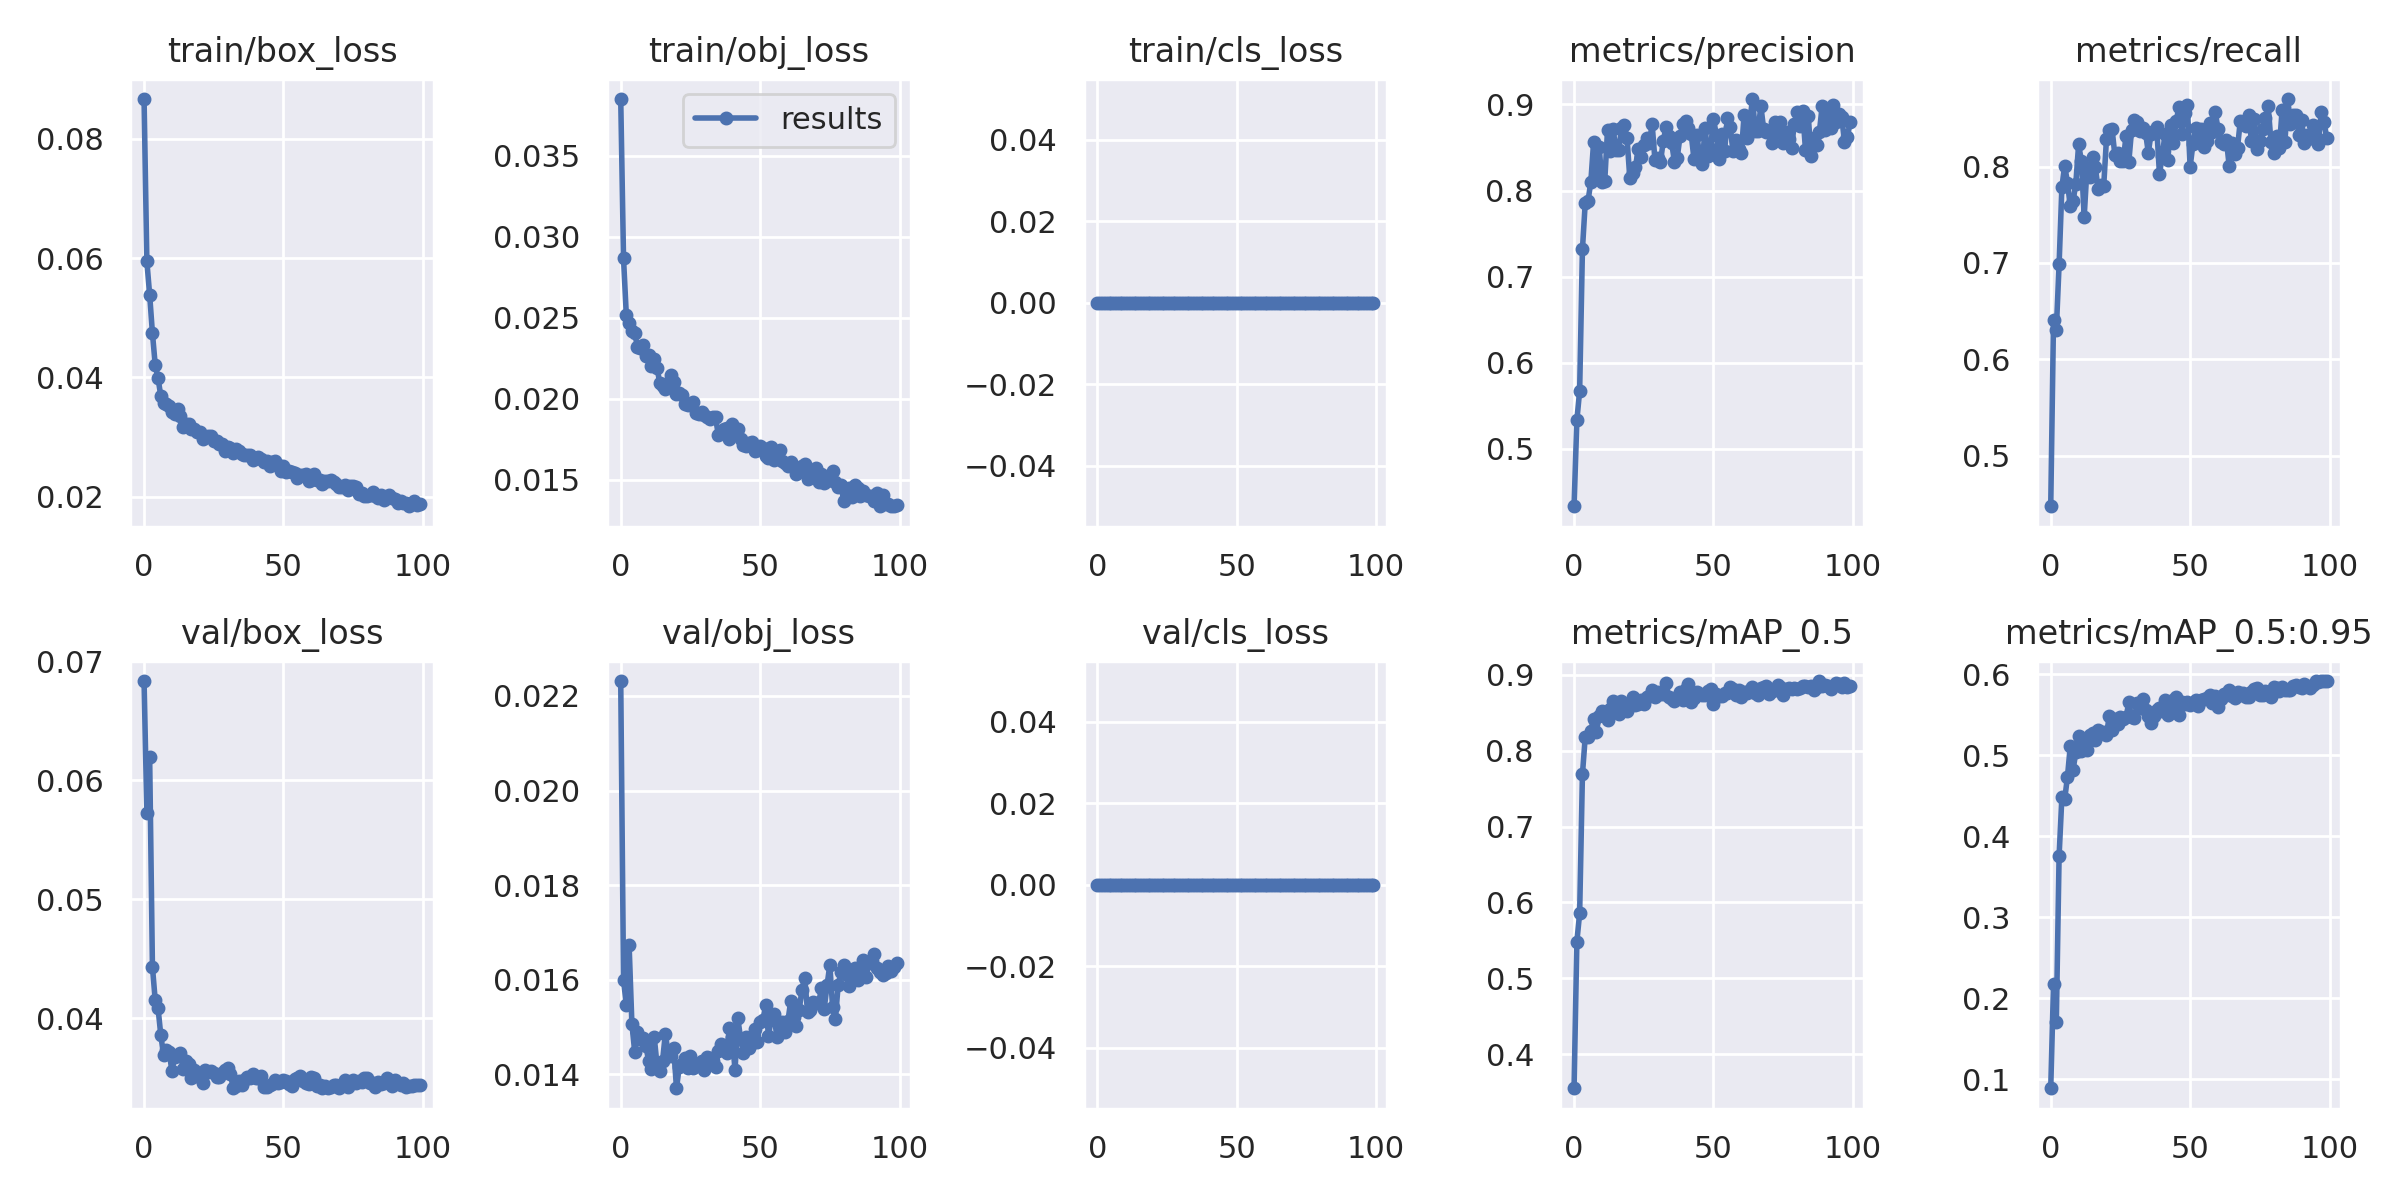 train/box_loss
0.08
0.06
0.04
0.02
0 50 100
train/obj_loss
results
0.035
0.030
0.025
0.020
0.015
0 50 100
train/cls_loss
0.04
0.02
0.00
−0.02
−0.04
0 50 100
metrics/precision
0.9
0.8
0.7
0.6
0.5
0 50 100
metrics/recall
0.8
0.7
0.6
0.5
0 50 100
val/box_loss
0.07
0.06
0.05
0.04
0 50 100
val/obj_loss
0.022
0.020
0.018
0.016
0.014
0 50 100
val/cls_loss
0.04
0.02
0.00
−0.02
−0.04
0 50 100
metrics/mAP_0.5
0.9
0.8
0.7
0.6
0.5
0.4
0 50 100
metrics/mAP_0.5:0.95
0.6
0.5
0.4
0.3
0.2
0.1
0 50 100